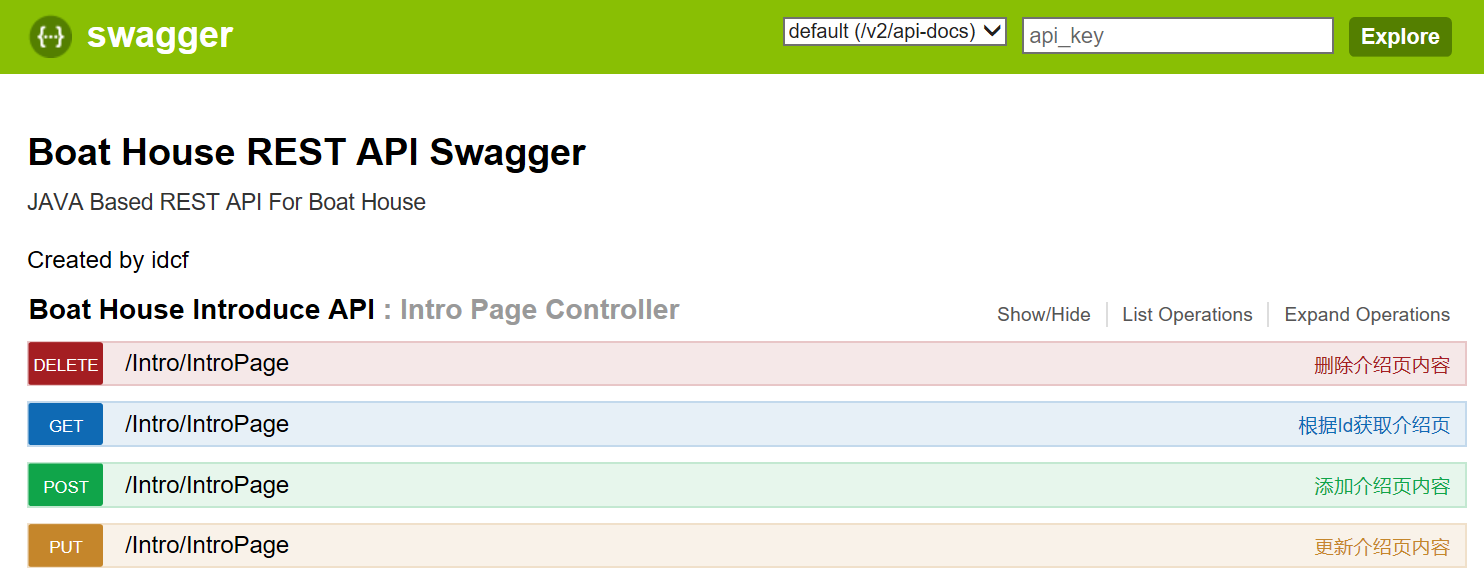 {···} swagger default (/v2/api-docs) api_key Explore
Boat House REST API Swagger
JAVA Based REST API For Boat House
Created by idcf
Boat House Introduce API : Intro Page Controller Show/Hide List Operations Expand Operations
DELETE /Intro/IntroPage 删除介绍页内容
GET /Intro/IntroPage 根据Id获取介绍页
POST /Intro/IntroPage 添加介绍页内容
PUT /Intro/IntroPage 更新介绍页内容